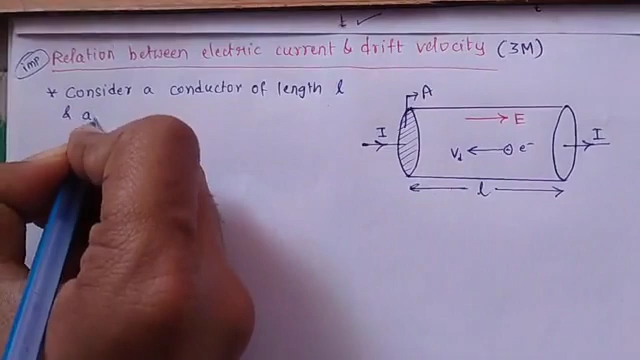 imp Relation between electric current & drift velocity (3M)
* Consider a conductor of length l
& a
A
E
I
Vd
e⁻
I
l